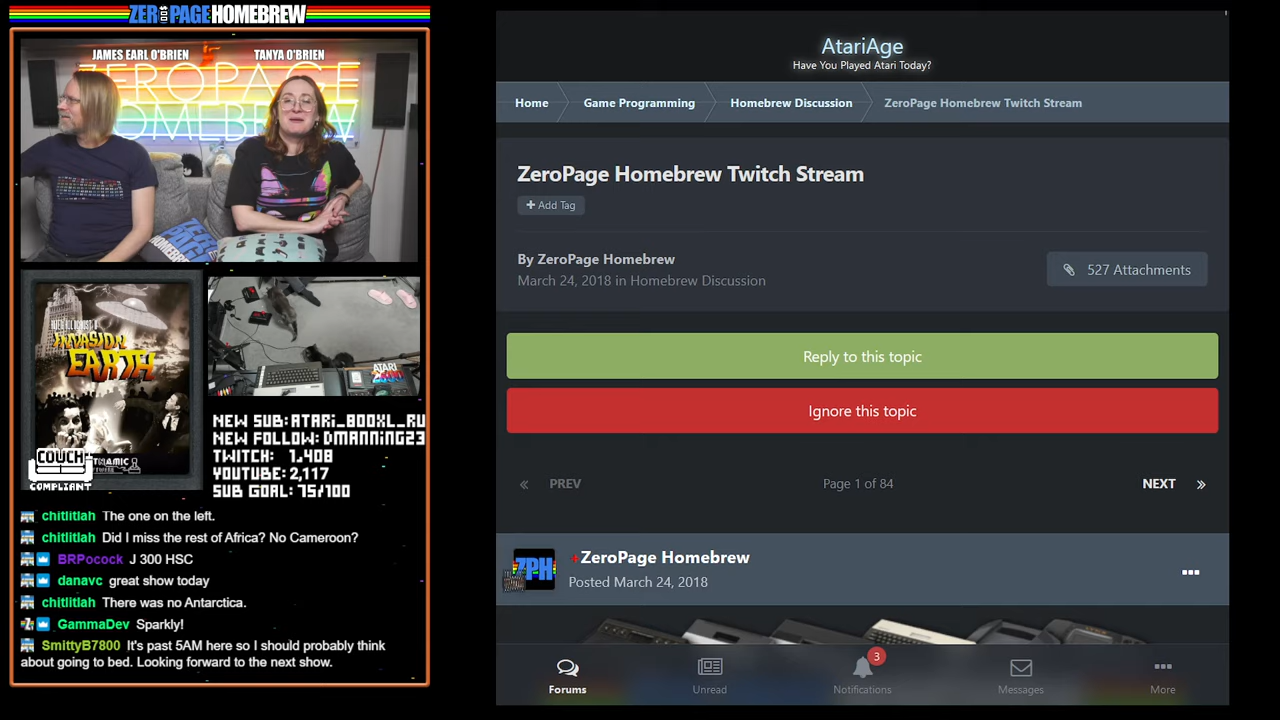 ZEROPAGE HOMEBREW
JAMES EARL O'BRIEN
TANYA O'BRIEN
ZEROPAGE
HOMEBREW
INVASION
EARTH
COUCH
COMPLIANT
ATARI
NEW SUB: ATARI_800XL_RU
NEW FOLLOW: DMANNING23
TWITCH: 1,408
YOUTUBE: 2,117
SUB GOAL: 75/100
chitlitlah The one on the left.
chitlitlah Did I miss the rest of Africa? No Cameroon?
BRPocock J 300 HSC
danavc great show today
chitlitlah There was no Antarctica.
GammaDev Sparkly!
SmittyB7800 It's past 5AM here so I should probably think
about going to bed. Looking forward to the next show.
AtariAge
Have You Played Atari Today?
Home
Game Programming
Homebrew Discussion
ZeroPage Homebrew Twitch Stream
ZeroPage Homebrew Twitch Stream
+ Add Tag
By ZeroPage Homebrew
March 24, 2018 in Homebrew Discussion
527 Attachments
Reply to this topic
Ignore this topic
« PREV
Page 1 of 84
NEXT »
ZPH
+ZeroPage Homebrew
Posted March 24, 2018
3
Forums
Unread
Notifications
Messages
More